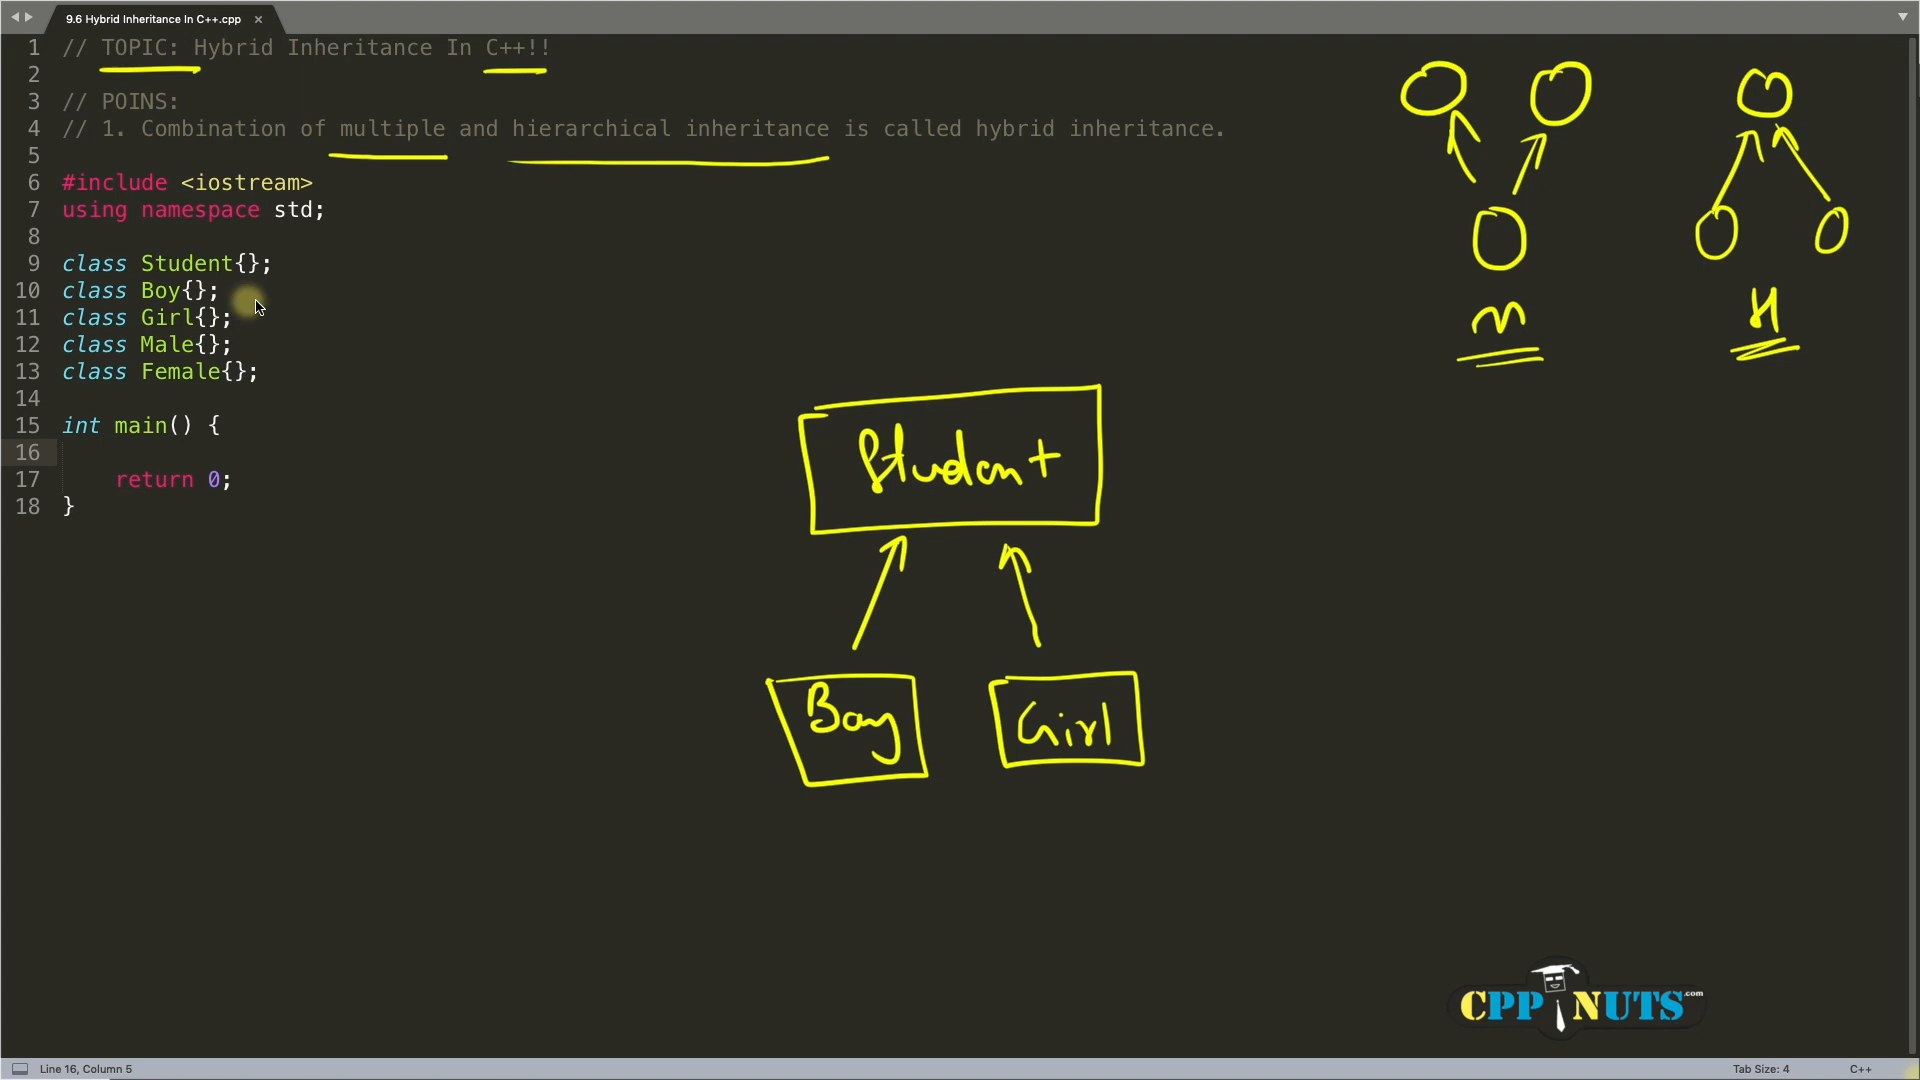 9.6 Hybrid Inheritance In C++.cpp ×
1 // TOPIC: Hybrid Inheritance In C++!!
2
3 // POINS:
4 // 1. Combination of multiple and hierarchical inheritance is called hybrid inheritance.
5
6 #include <iostream>
7 using namespace std;
8
9 class Student{};
10 class Boy{};
11 class Girl{};
12 class Male{};
13 class Female{};
14
15 int main() {
16
17 return 0;
18 }
M H
Student
Boy Girl
CPP NUTS.com
Line 16, Column 5 Tab Size: 4 C++